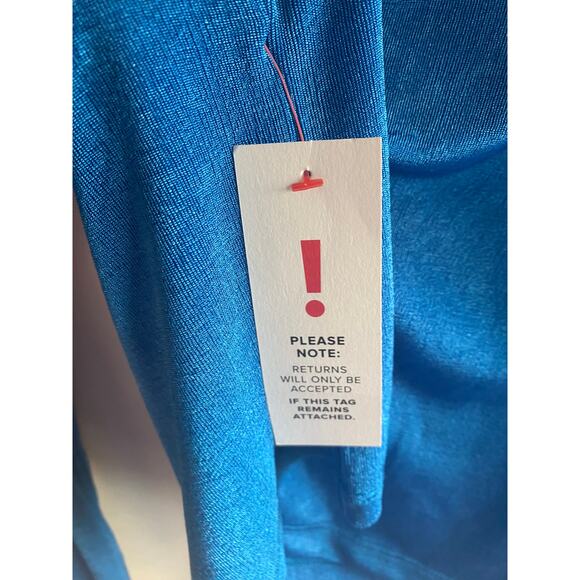 !
PLEASE
NOTE:
RETURNS
WILL ONLY BE
ACCEPTED
IF THIS TAG
REMAINS
ATTACHED.